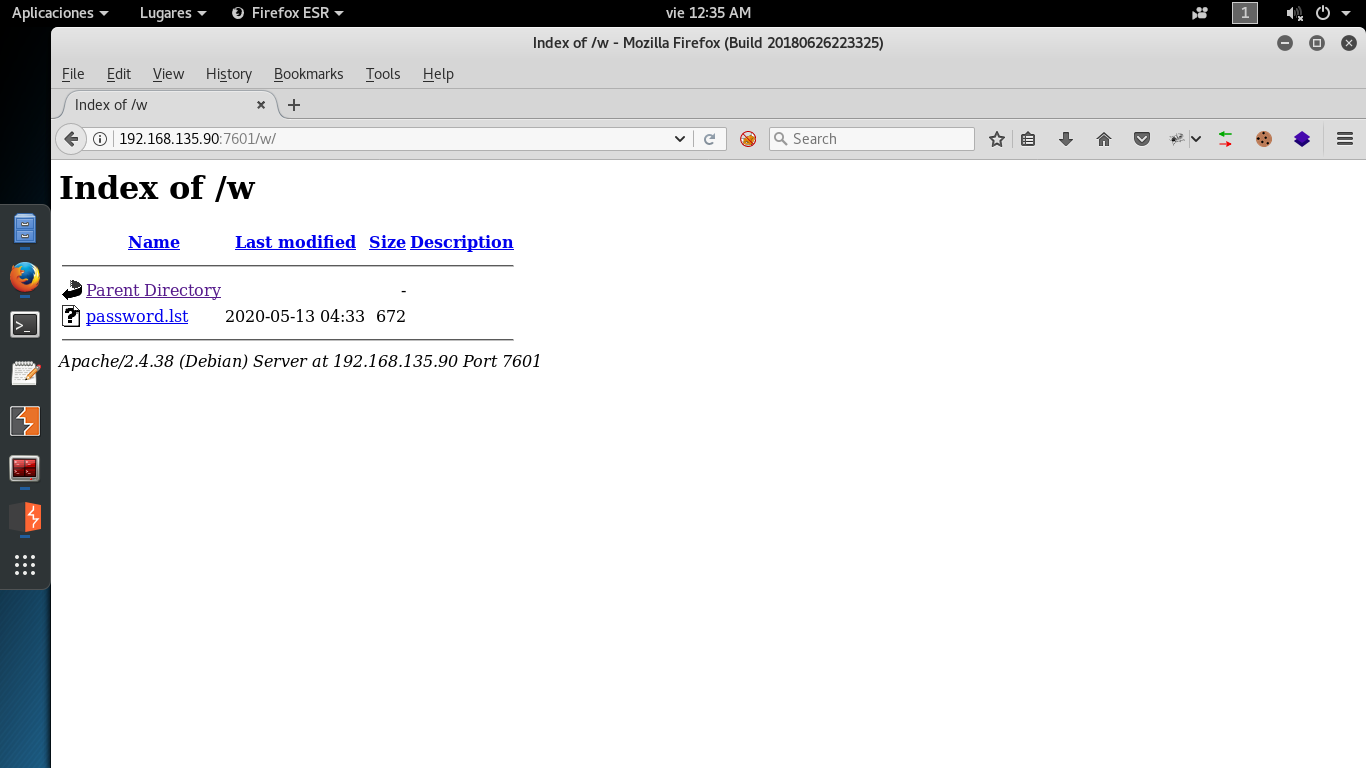 Aplicaciones Lugares Firefox ESR vie 12:35 AM 1
Index of /w - Mozilla Firefox (Build 20180626223325)
File Edit View History Bookmarks Tools Help
Index of /w
192.168.135.90:7601/w/ Search
Index of /w
Name Last modified Size Description
Parent Directory -
password.lst 2020-05-13 04:33 672
Apache/2.4.38 (Debian) Server at 192.168.135.90 Port 7601